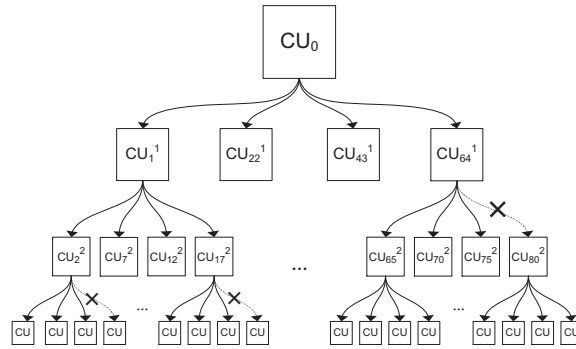 CU₀
CU₁¹ CU₂₂¹ CU₄₃¹ CU₆₄¹
CU₂² CU₇² CU₁₂² CU₁₇² ... CU₆₅² CU₇₀² CU₇₅² CU₈₀²
CU CU CU CU ... CU CU CU CU CU CU CU CU ... CU CU CU CU